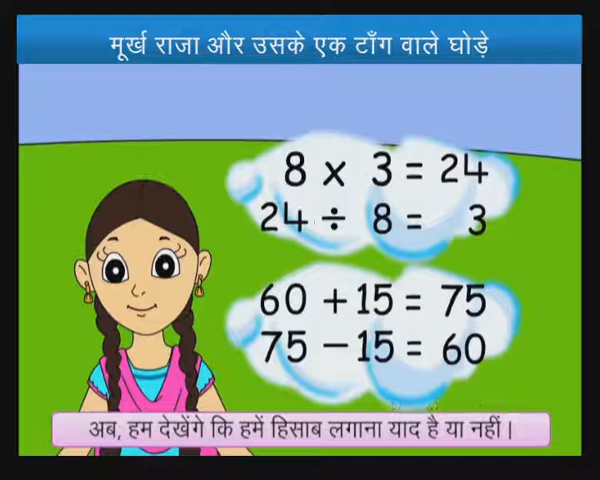 मूर्ख राजा और उसके एक टाँग वाले घोड़े
8 x 3 = 24
24 ÷ 8 = 3
60 + 15 = 75
75 − 15 = 60
अब, हम देखेंगे कि हमें हिसाब लगाना याद है या नहीं।